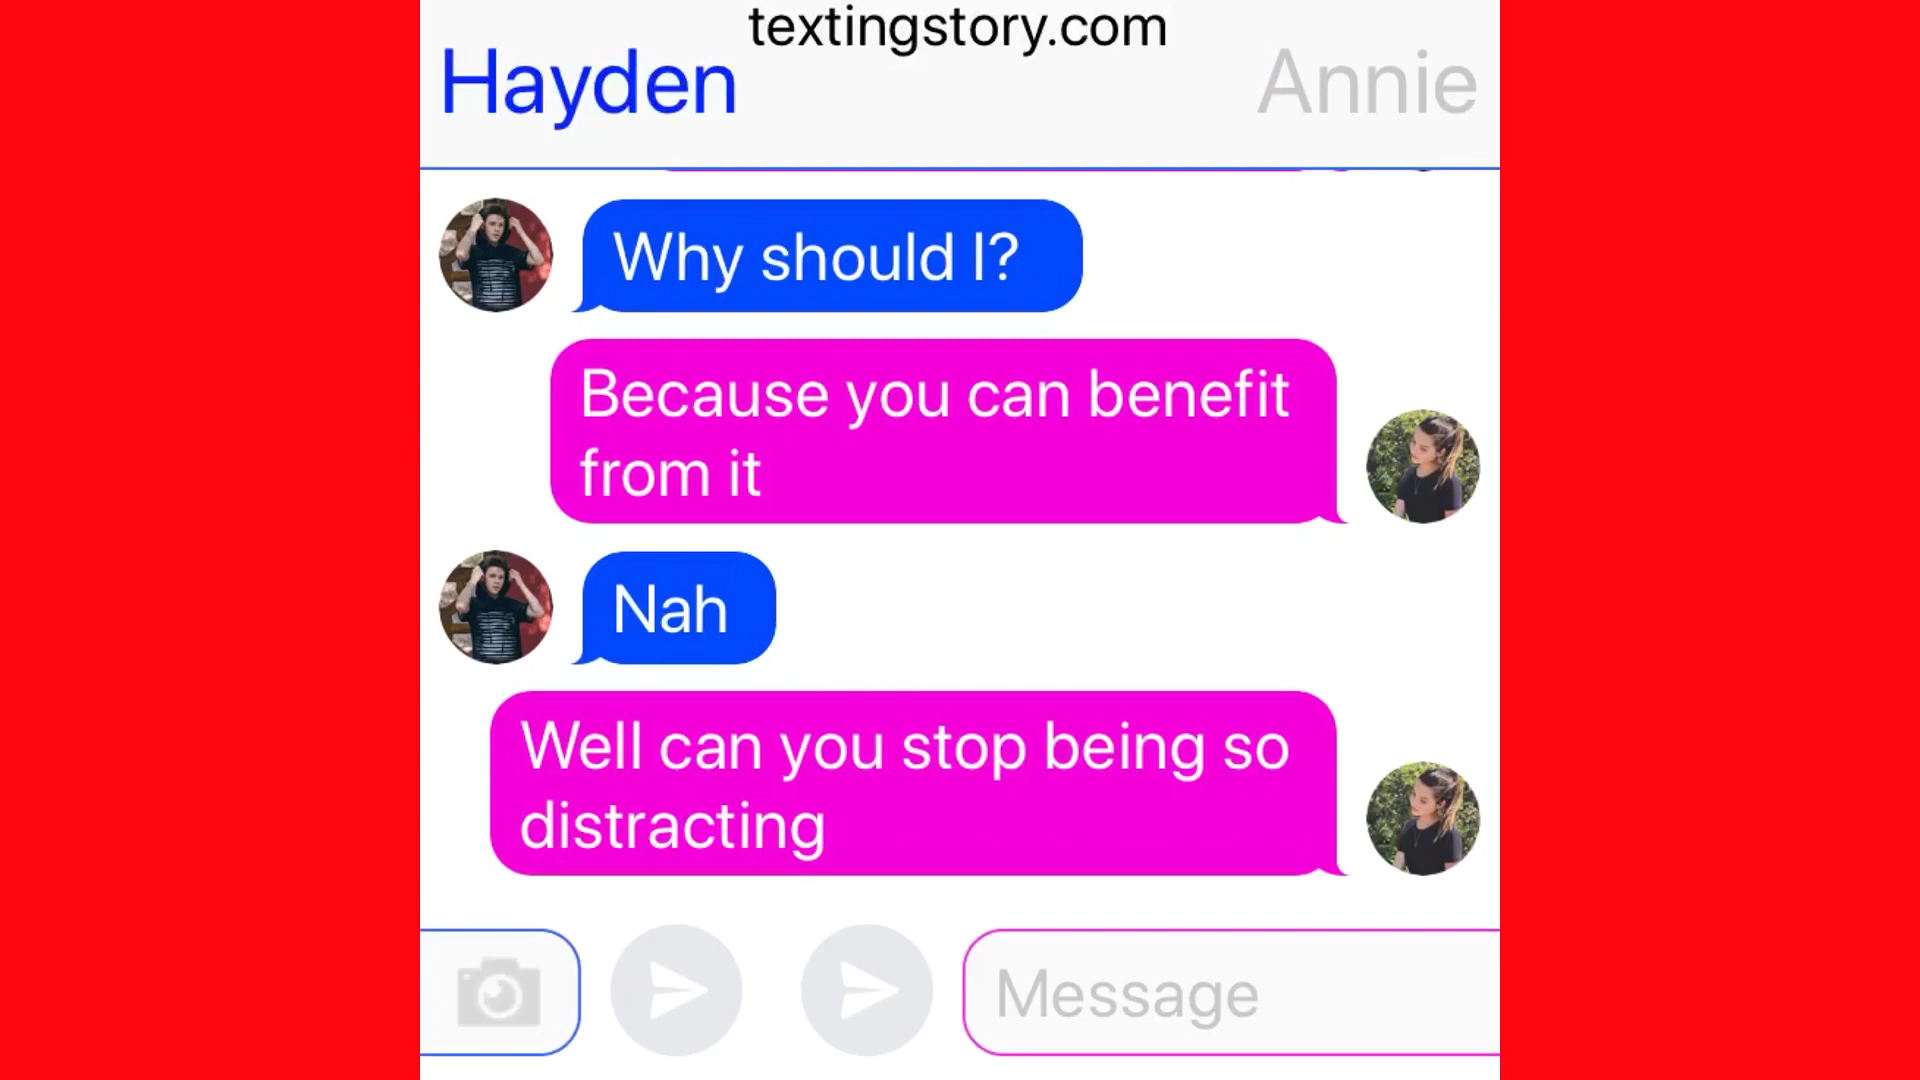 textingstory.com
Hayden
Annie
Why should I?
Because you can benefit
from it
Nah
Well can you stop being so
distracting
Message